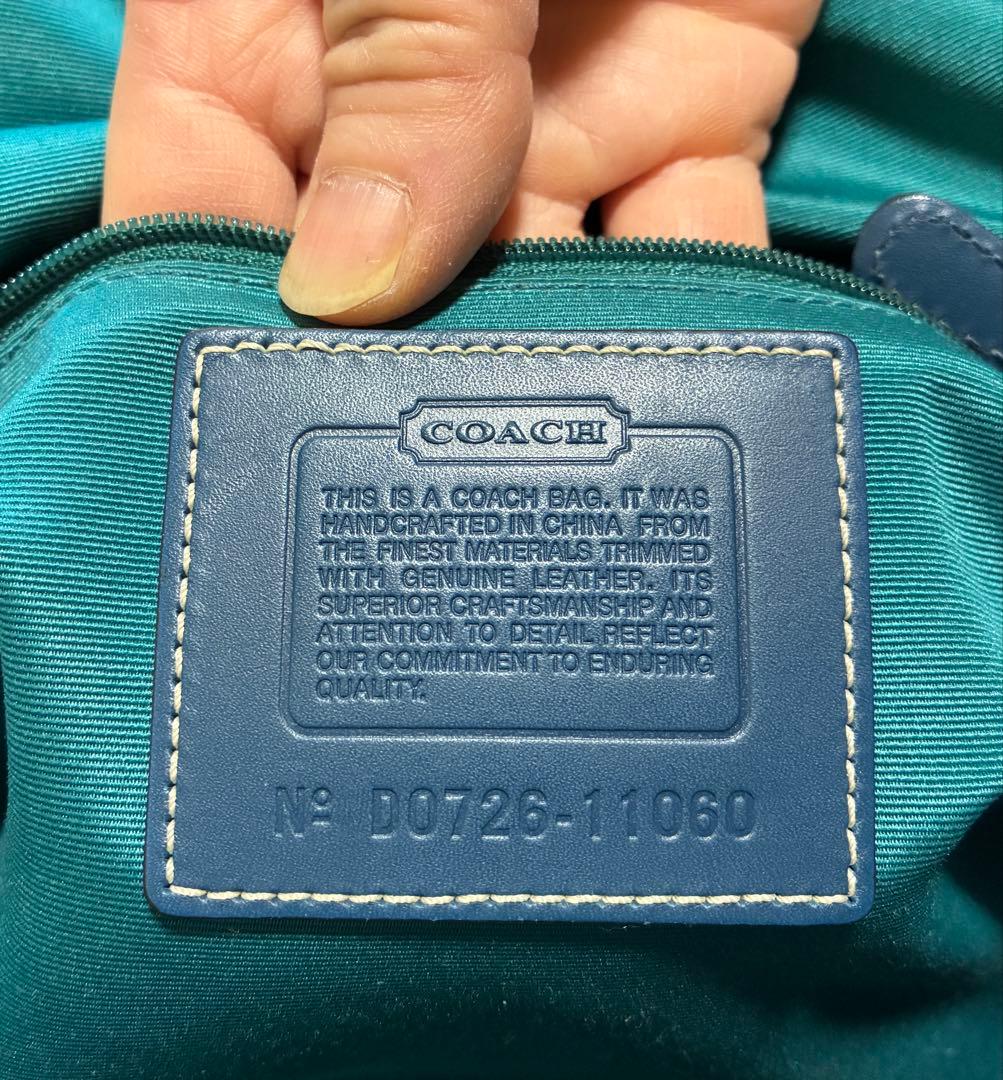 COACH
THIS IS A COACH BAG. IT WAS
HANDCRAFTED IN CHINA FROM
THE FINEST MATERIALS TRIMMED
WITH GENUINE LEATHER. ITS
SUPERIOR CRAFTSMANSHIP AND
ATTENTION TO DETAIL REFLECT
OUR COMMITMENT TO ENDURING
QUALITY.
Nº D0726-11060